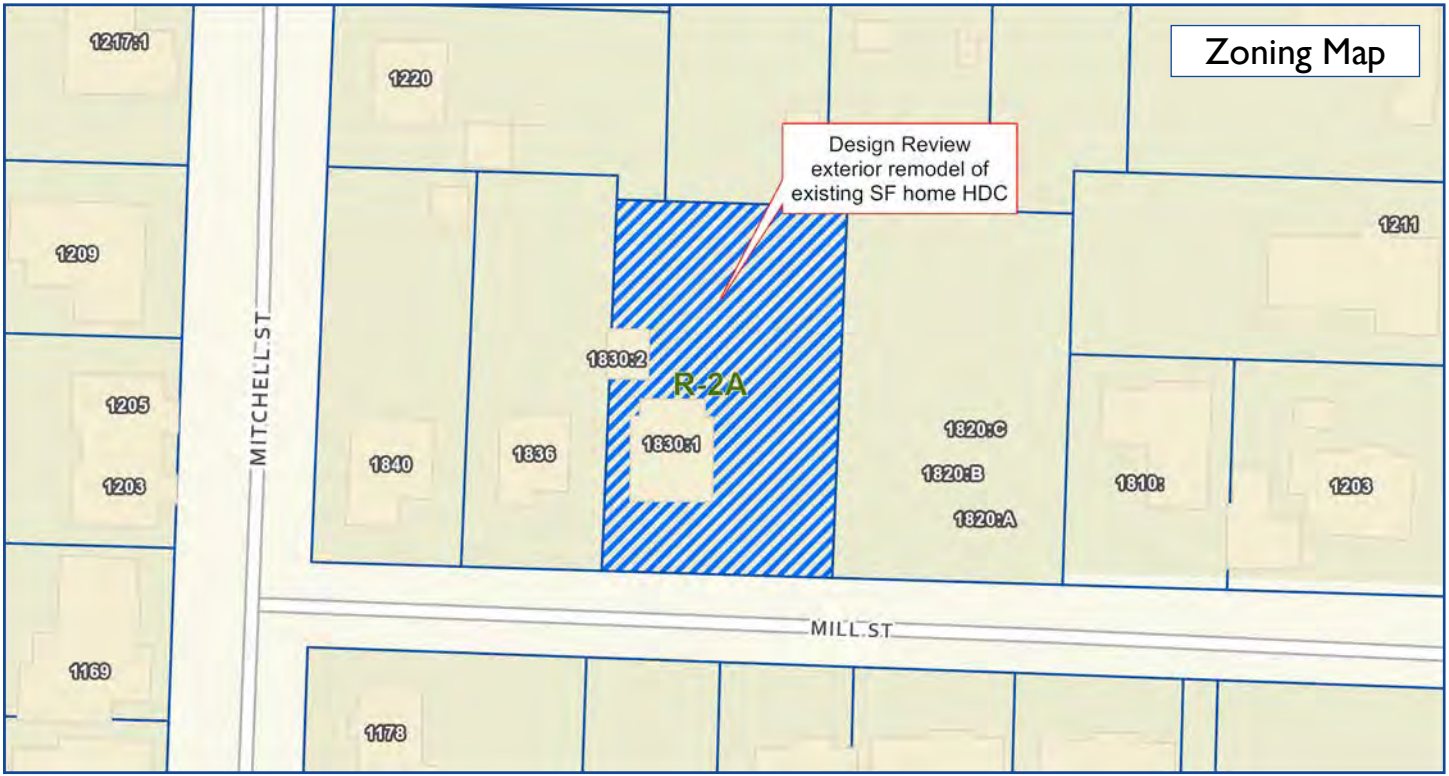 1217:1
1220
Zoning Map
Design Review
exterior remodel of
existing SF home HDC
1211
1209
MITCHELL ST
1830:2
R-2A
1205
1840
1836
1830:1
1820:C
1820:B
1820:A
1810:
1203
1203
MILL ST
1169
1178